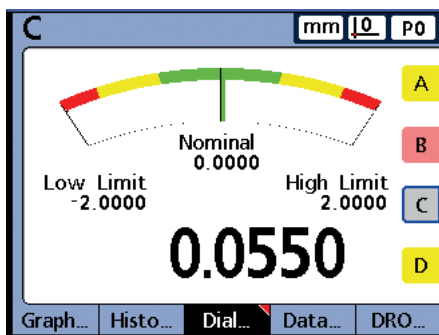 C
mm 0 P0
A
Nominal
0.0000
B
Low Limit High Limit
-2.0000 2.0000
C
0.0550
D
Graph... Histo... Dial... Data... DRO...